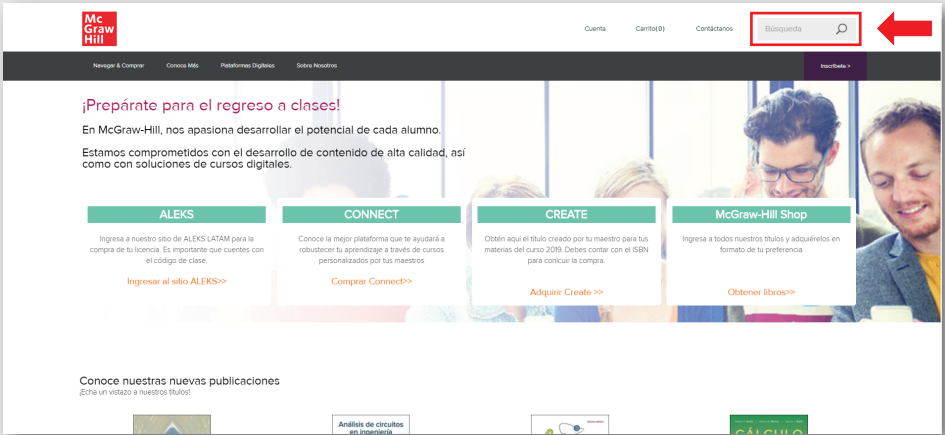 Mc
Graw
Hill
Cuenta
Carrito(0)
Contáctanos
Búsqueda
Navegar & Comprar
Conoce Más
Plataformas Digitales
Sobre Nosotros
Inscríbete >
¡Prepárate para el regreso a clases!
En McGraw-Hill, nos apasiona desarrollar el potencial de cada alumno.
Estamos comprometidos con el desarrollo de contenido de alta calidad, así
como con soluciones de cursos digitales.
ALEKS
Ingresa a nuestro sitio de ALEKS LATAM para la
compra de tu licencia. Es importante que cuentes con
el código de clase.
Ingresar al sitio ALEKS>>
CONNECT
Conoce la mejor plataforma que te ayudará a
robustecer tu aprendizaje a través de cursos
personalizados por tus maestros
Comprar Connect>>
CREATE
Obtén aquí el título creado por tu maestro para tus
materias del curso 2019. Debes contar con el ISBN
para conlcuir la compra.
Adquirir Create >>
McGraw-Hill Shop
Ingresa a todos nuestros títulos y adquiérelos en
formato de tu preferencia
Obtener libros>>
Conoce nuestras nuevas publicaciones
¡Echa un vistazo a nuestros títulos!
Análisis de circuitos
en ingeniería
CÁLCULO